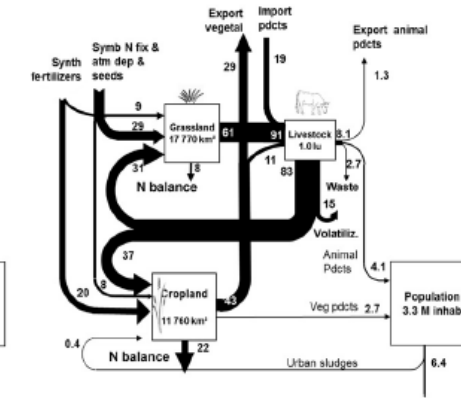 Export
vegetal
Import
pdcts
Export animal
pdcts
Symb N fix &
atm dep &
seeds
Synth
fertilizers
29
19
1.3
9
29
Grassland
17 770 km²
61
91
Livestock
1.0 lu
8.1
31
8
11
83
2.7
Waste
N balance
15
Volatiliz.
37
Animal
Pdcts
4.1
20
8
Cropland
11 760 km²
43
Veg pdcts 2.7
Population
3.3 M inhab
0.4
N balance
22
Urban sludges
6.4